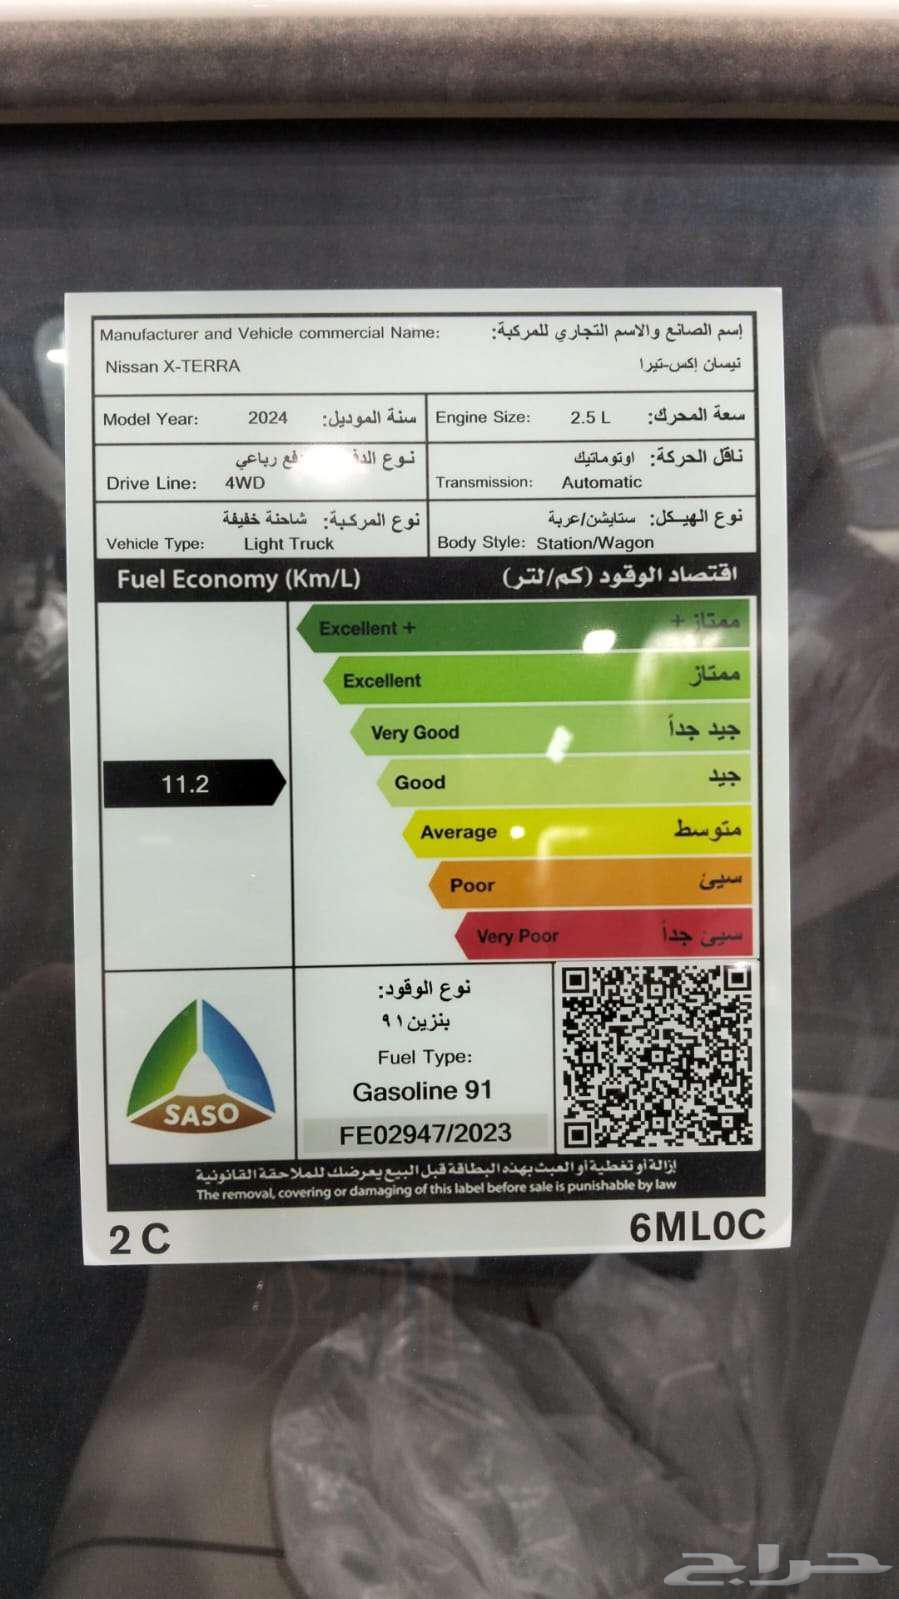 Manufacturer and Vehicle commercial Name: إسم الصانع والاسم التجاري للمركبة:
Nissan X-TERRA نيسان إكس-تيرا
Model Year: 2024 سنة الموديل:
Engine Size: 2.5 L سعة المحرك:
نوع رباعي
Drive Line: 4WD
ناقل الحركة: اوتوماتيك
Transmission: Automatic
نوع المركبة: شاحنة خفيفة
Vehicle Type: Light Truck
نوع الهيكل: ستايشن/عربة
Body Style: Station/Wagon
Fuel Economy (Km/L) اقتصاد الوقود (كم/لتر)
Excellent + ممتاز +
Excellent ممتاز
Very Good جيد جداً
11.2
Good جيد
Average متوسط
Poor سيئ
Very Poor سيئ جداً
SASO
نوع الوقود:
بنزين ٩١
Fuel Type:
Gasoline 91
FE02947/2023
إزالة أو تغطية أو العبث بهذه البطاقة قبل البيع يعرضك للملاحقة القانونية
The removal, covering or damaging of this label before sale is punishable by law
2 C 6ML0C
حراج